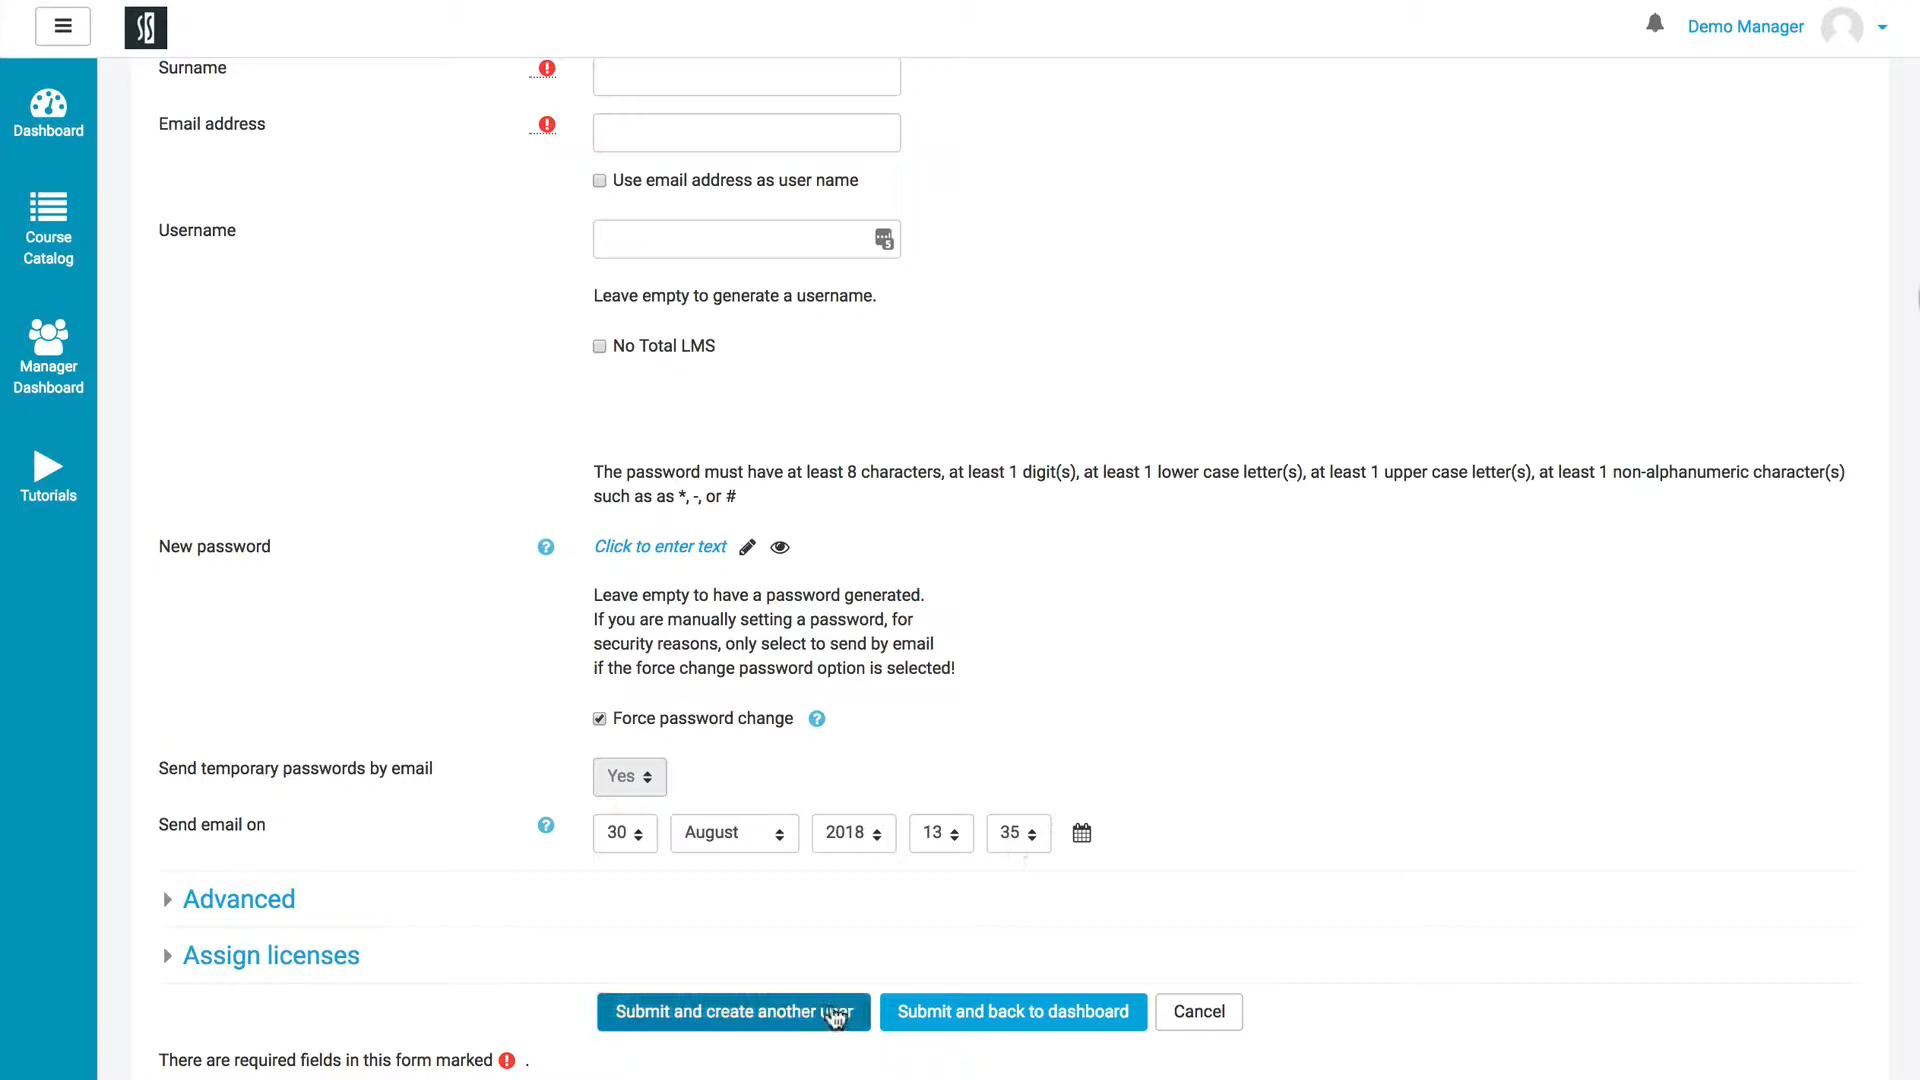 Demo Manager
Surname
Dashboard
Email address
Use email address as user name
Course
Catalog
Username
Leave empty to generate a username.
No Total LMS
Manager
Dashboard
The password must have at least 8 characters, at least 1 digit(s), at least 1 lower case letter(s), at least 1 upper case letter(s), at least 1 non-alphanumeric character(s)
such as as *, -, or #
Tutorials
New password
Click to enter text
Leave empty to have a password generated.
If you are manually setting a password, for
security reasons, only select to send by email
if the force change password option is selected!
Force password change
Send temporary passwords by email
Yes
Send email on
30 August 2018 13 35
Advanced
Assign licenses
Submit and create another user
Submit and back to dashboard
Cancel
There are required fields in this form marked .